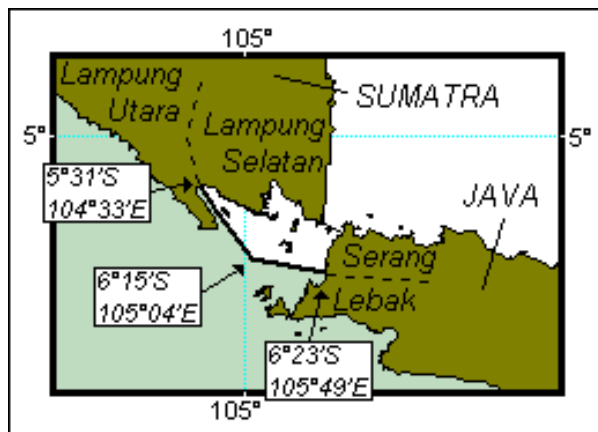 105°
Lampung
Utara
SUMATRA
Lampung
Selatan
5°
5°
5°31'S
104°33'E
JAVA
Serang
Lebak
6°15'S
105°04'E
6°23'S
105°49'E
105°